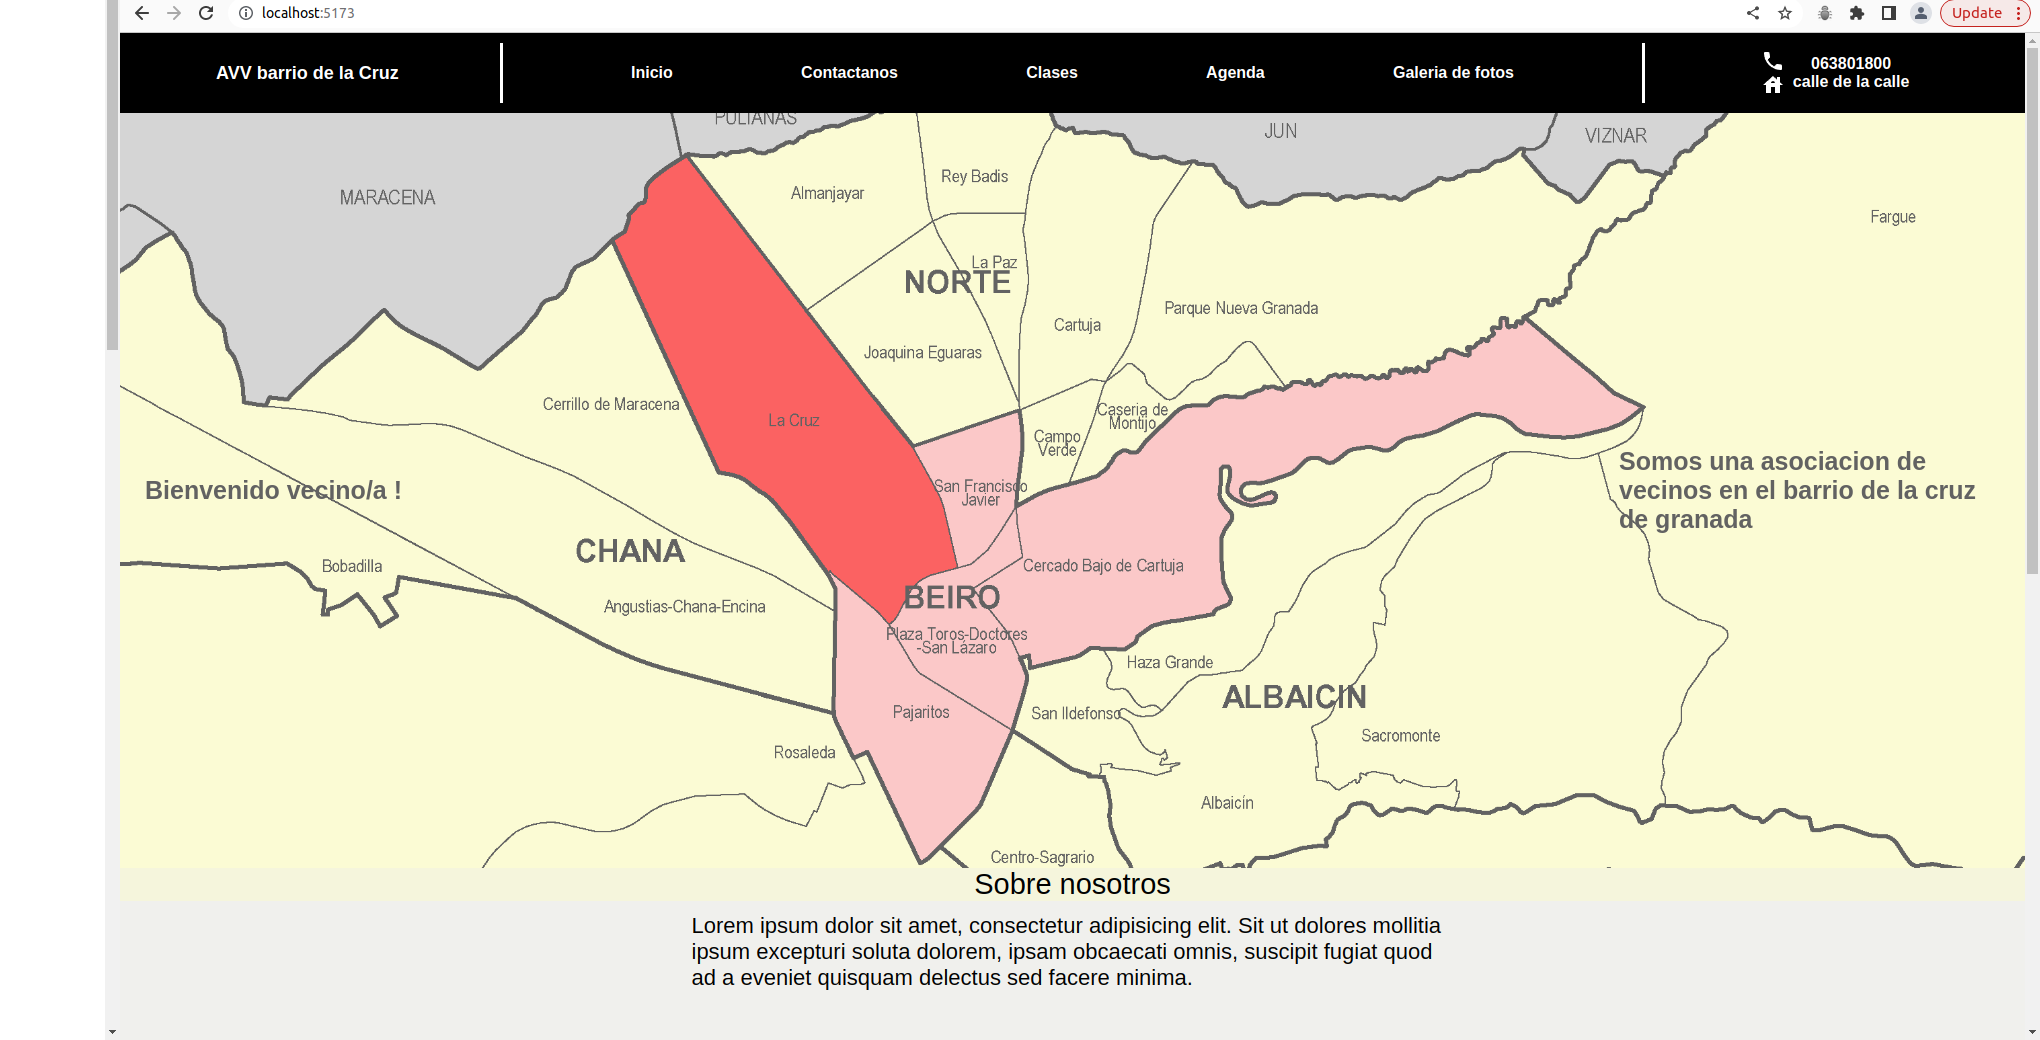 localhost:5173
Update
AVV barrio de la Cruz
Inicio
Contactanos
Clases
Agenda
Galeria de fotos
063801800
calle de la calle
PULIANAS
JUN
VIZNAR
MARACENA
Rey Badis
Almanjayar
Fargue
La Paz
NORTE
Parque Nueva Granada
Cartuja
Joaquina Eguaras
Cerrillo de Maracena
La Cruz
Caseria de
Montijo
Campo
Verde
Bienvenido vecino/a !
San Francisco
Javier
Somos una asociacion de
vecinos en el barrio de la cruz
de granada
CHANA
Bobadilla
Cercado Bajo de Cartuja
BEIRO
Angustias-Chana-Encina
Plaza Toros-Doctores
-San Lázaro
Haza Grande
ALBAICIN
Pajaritos
San Ildefonso
Sacromonte
Rosaleda
Albaicín
Centro-Sagrario
Sobre nosotros
Lorem ipsum dolor sit amet, consectetur adipisicing elit. Sit ut dolores mollitia
ipsum excepturi soluta dolorem, ipsam obcaecati omnis, suscipit fugiat quod
ad a eveniet quisquam delectus sed facere minima.